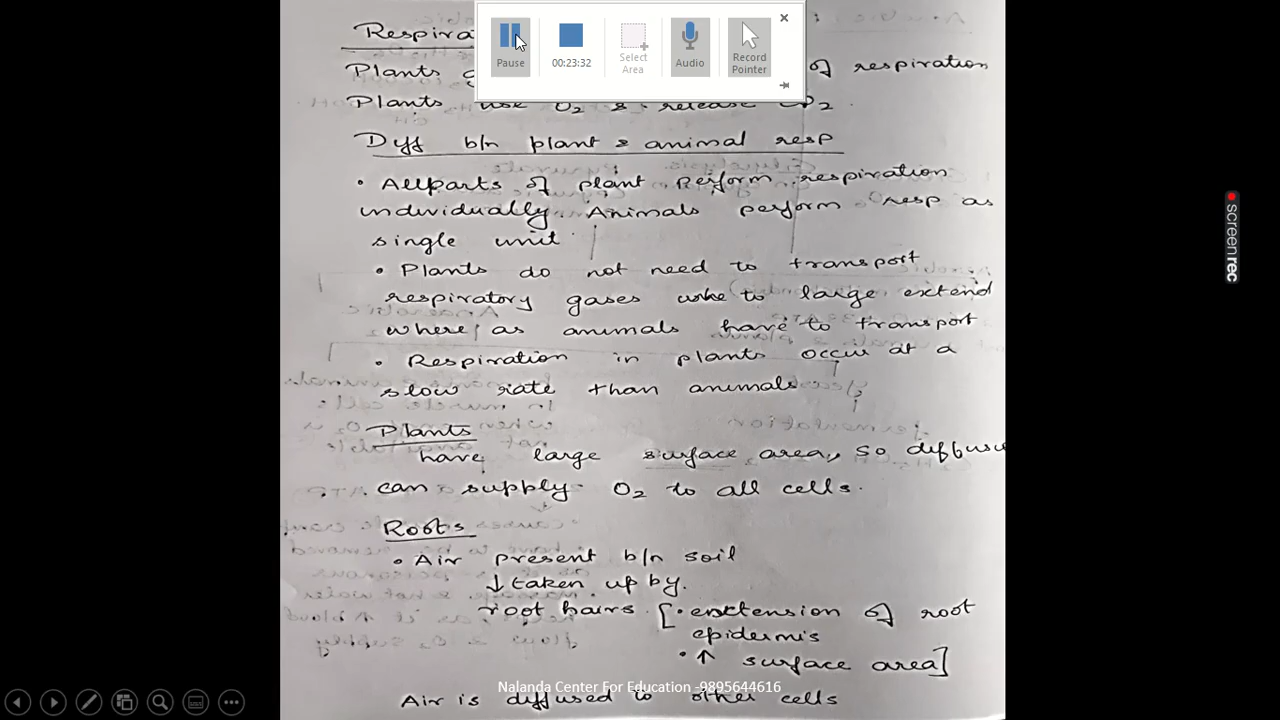 Respira
Plants of respiration
Plants use O2 & release CO2
Diff b/n plant & animal resp
• All parts of plant Perform respiration
individually. Animals perform resp as
single unit
• Plants do not need to transport
respiratory gases to large extend
where as animals have to transport
• Respiration in plants occur at a
slow rate than animals
Plants
have large surface area, so diffusi
can supply O2 to all cells.
Roots
• Air present b/n soil
↓ taken up by.
root hairs [• extension of root
epidermis
• ↑ surface area]
Air is diffused to other cells
Nalanda Center For Education -9895644616
Pause
00:23:32
Select
Area
Audio
Record
Pointer
screenrec